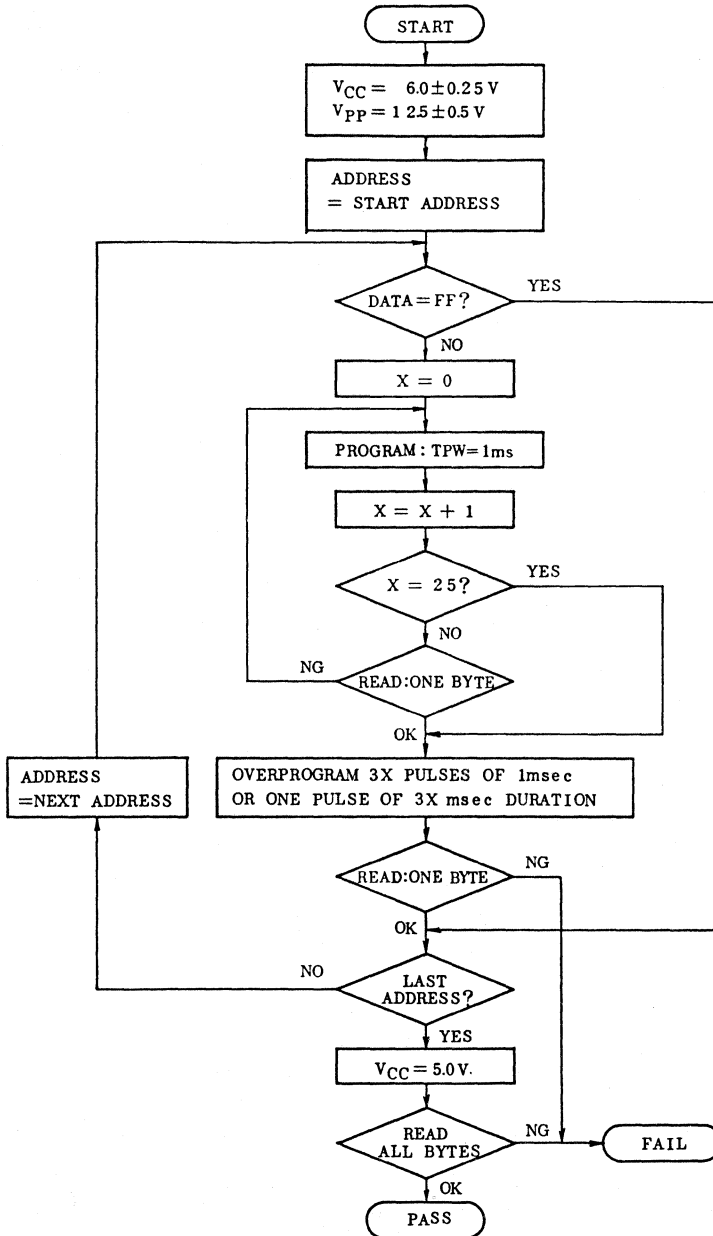 START
VCC = 6.0±0.25 V
VPP = 12.5±0.5 V
ADDRESS
= START ADDRESS
DATA = FF?
YES
NO
X = 0
PROGRAM : TPW = 1ms
X = X + 1
X = 25?
YES
NO
NG
READ:ONE BYTE
OK
ADDRESS
=NEXT ADDRESS
OVERPROGRAM 3X PULSES OF 1msec
OR ONE PULSE OF 3X msec DURATION
READ:ONE BYTE
NG
OK
NO
LAST
ADDRESS?
YES
VCC = 5.0 V.
READ
ALL BYTES
NG
FAIL
OK
PASS